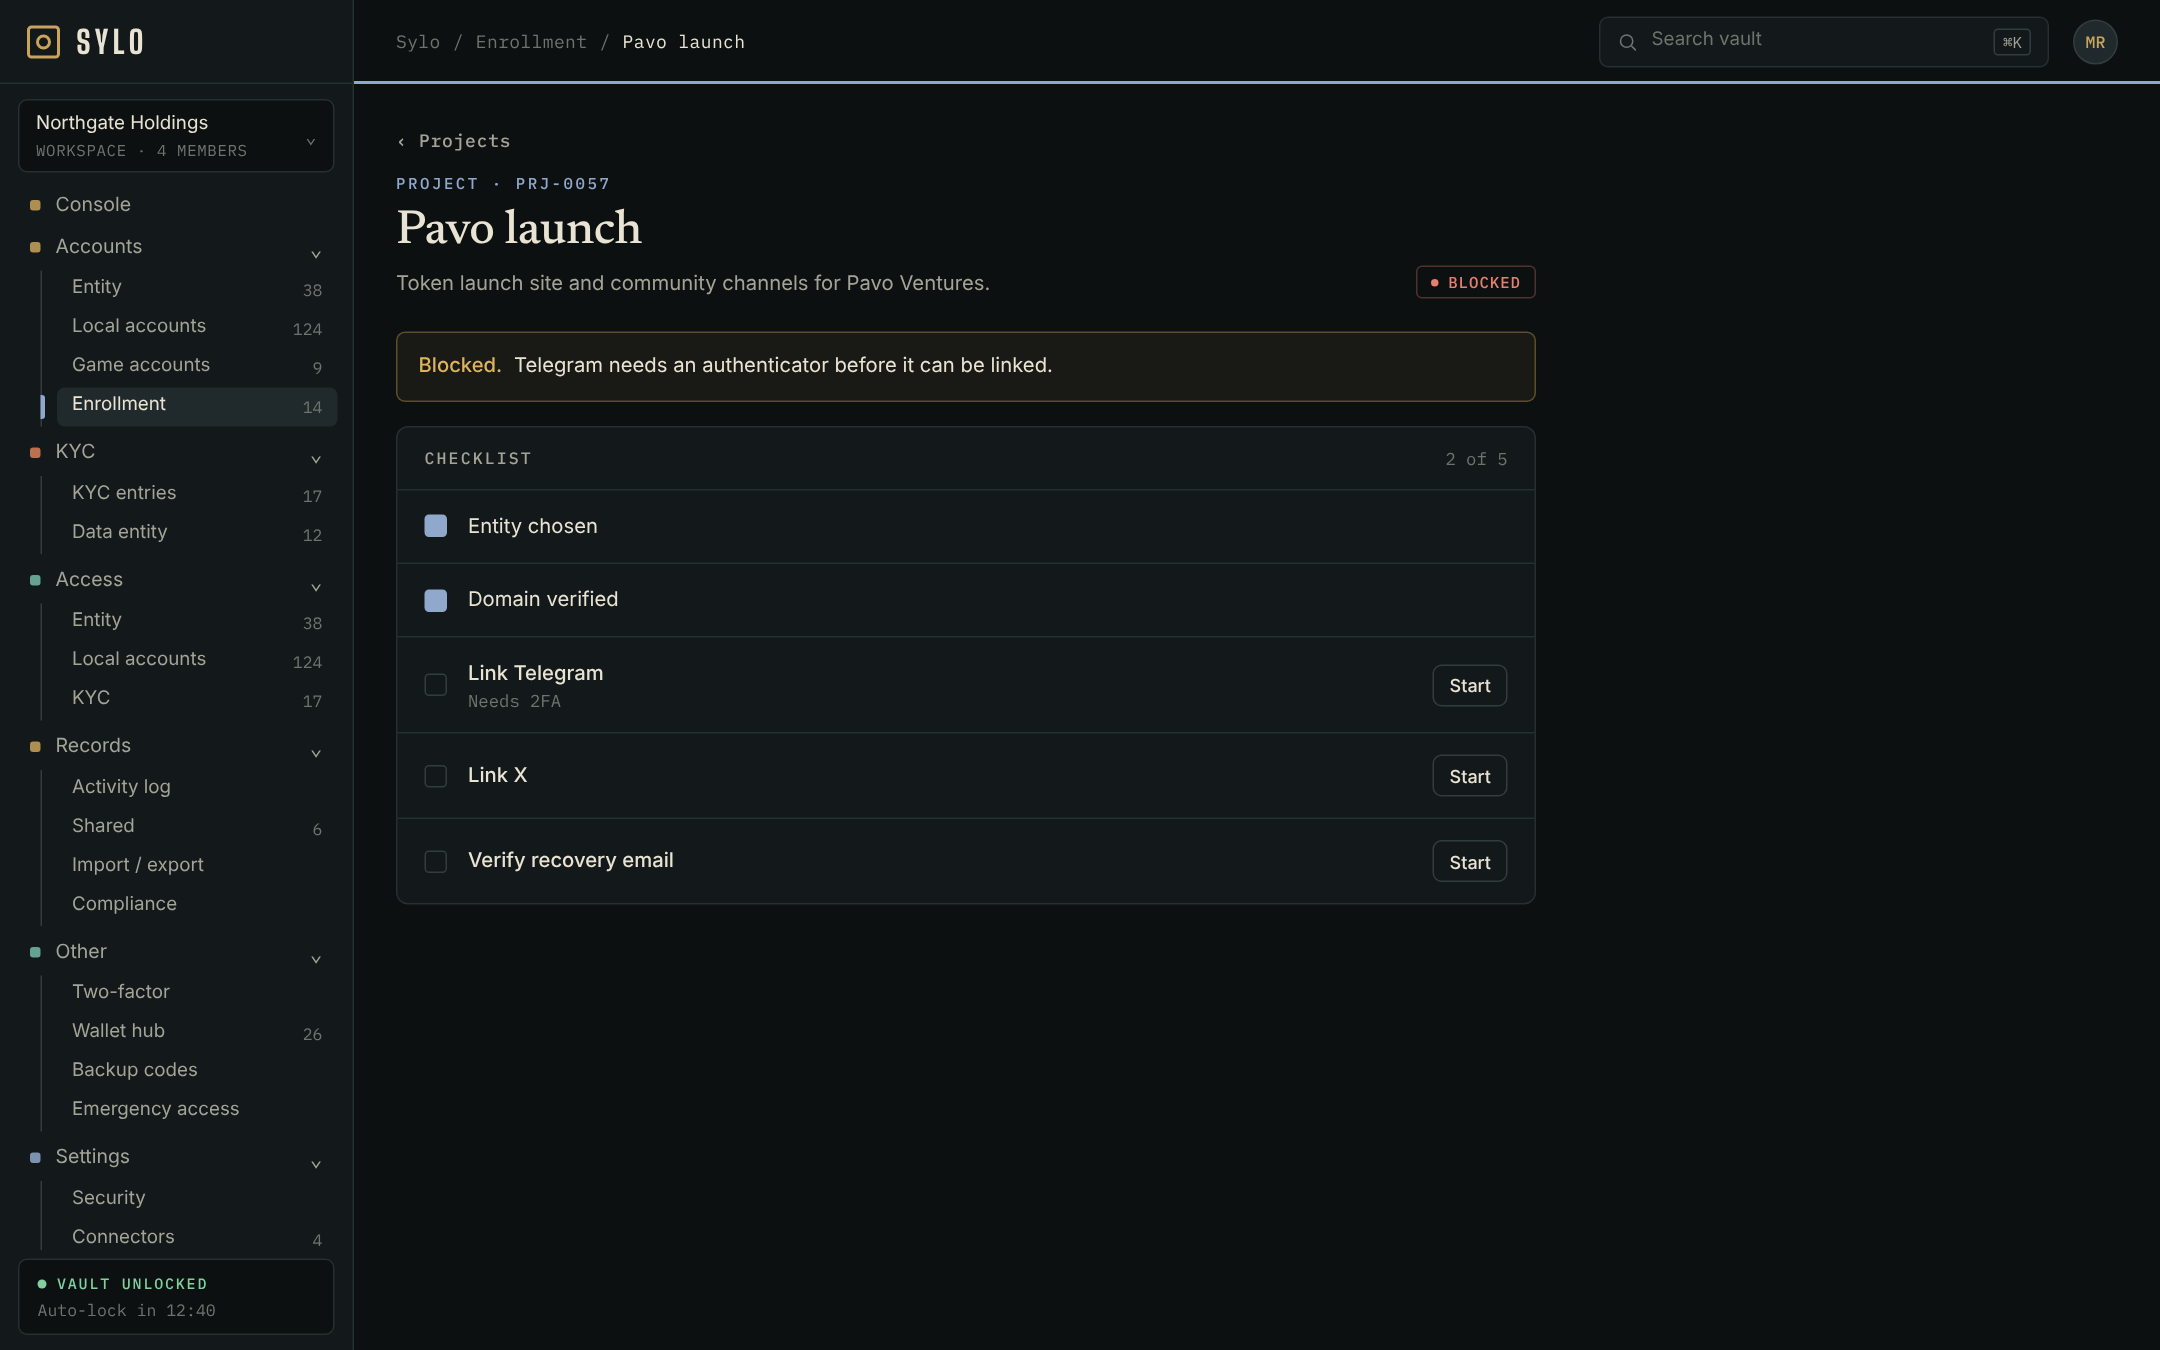 SYLO
Northgate Holdings
WORKSPACE · 4 MEMBERS
Console
Accounts
Entity 38
Local accounts 124
Game accounts 9
Enrollment 14
KYC
KYC entries 17
Data entity 12
Access
Entity 38
Local accounts 124
KYC 17
Records
Activity log
Shared 6
Import / export
Compliance
Other
Two-factor
Wallet hub 26
Backup codes
Emergency access
Settings
Security
Connectors 4
VAULT UNLOCKED
Auto-lock in 12:40
Sylo / Enrollment / Pavo launch
Search vault ⌘K
MR
‹ Projects
PROJECT · PRJ-0057
Pavo launch
Token launch site and community channels for Pavo Ventures.
BLOCKED
Blocked. Telegram needs an authenticator before it can be linked.
CHECKLIST 2 of 5
Entity chosen
Domain verified
Link Telegram
Needs 2FA
Start
Link X
Start
Verify recovery email
Start